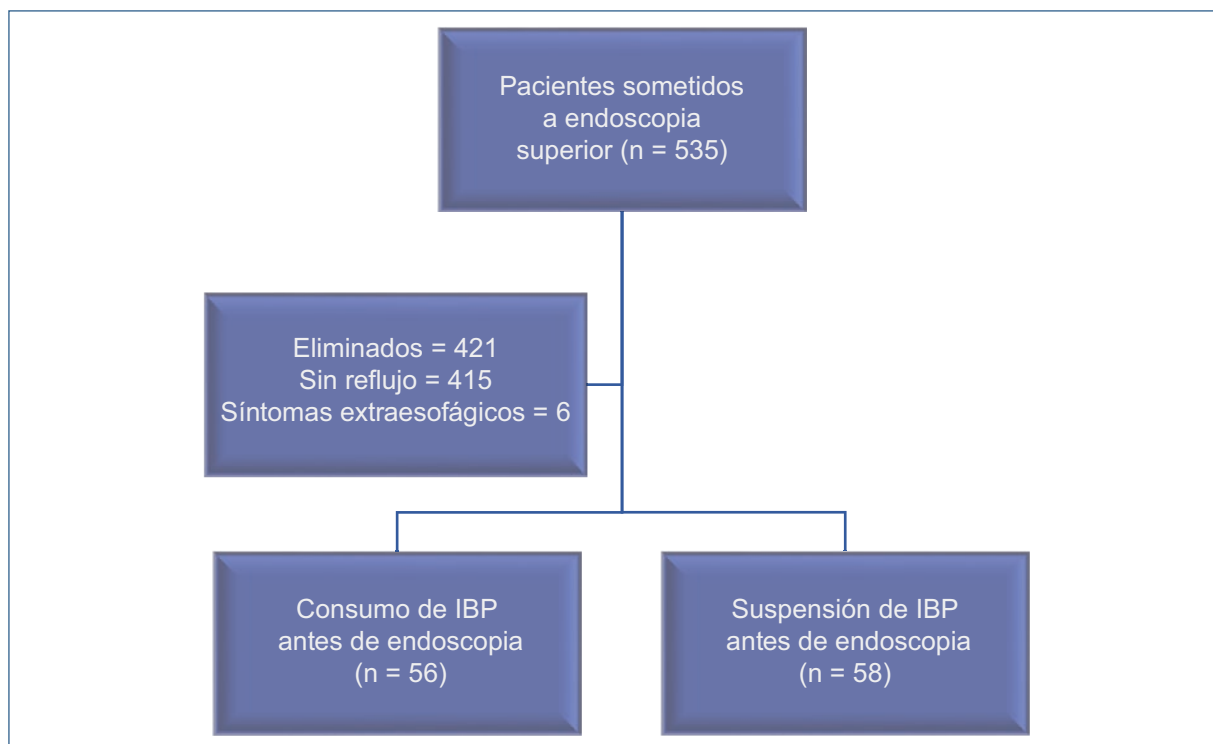 Pacientes sometidos
a endoscopia
superior (n = 535)
Eliminados = 421
Sin reflujo = 415
Síntomas extraesofágicos = 6
Consumo de IBP
antes de endoscopia
(n = 56)
Suspensión de IBP
antes de endoscopia
(n = 58)